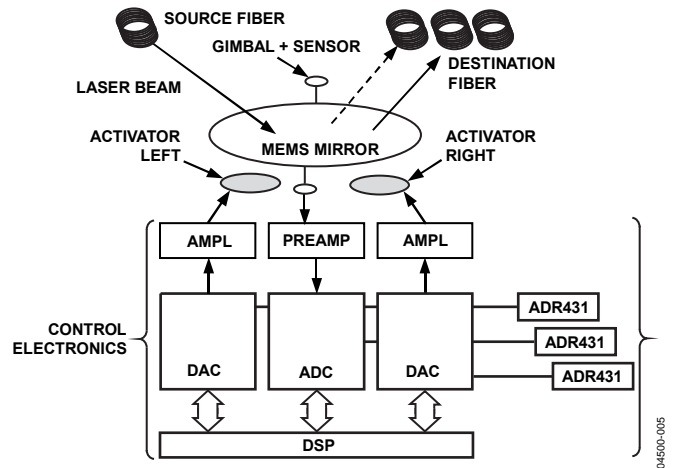 SOURCE FIBER
GIMBAL + SENSOR
DESTINATION
FIBER
LASER BEAM
ACTIVATOR
LEFT
MEMS MIRROR
ACTIVATOR
RIGHT
AMPL
PREAMP
AMPL
ADR431
CONTROL
ELECTRONICS
ADR431
DAC
ADC
DAC
ADR431
DSP
04500-005